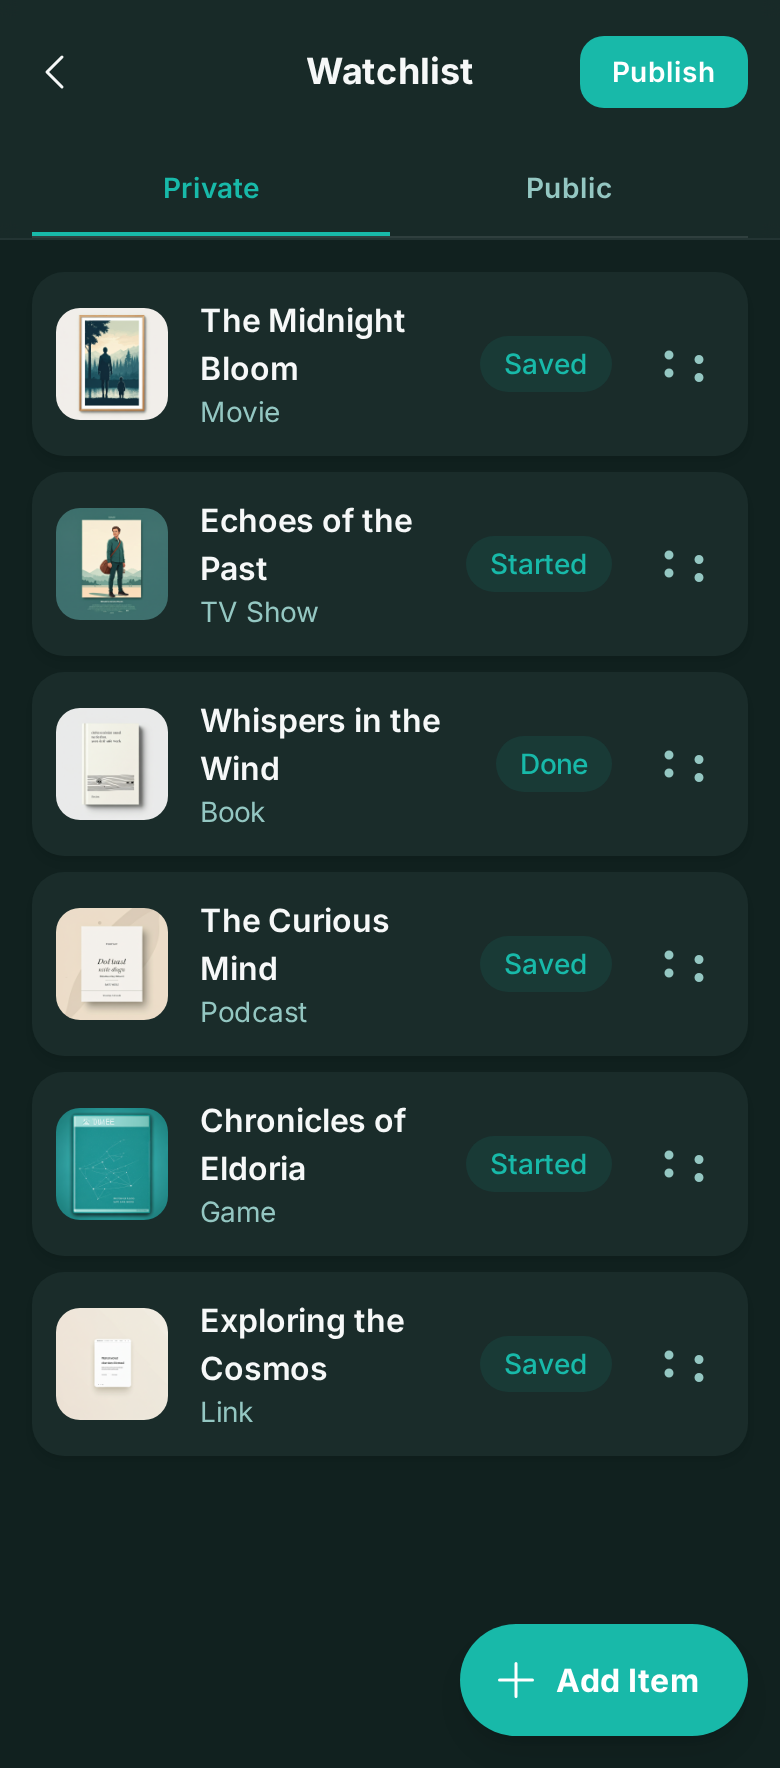 Watchlist
Publish
Private
Public
The Midnight
Bloom
Movie
Saved
Echoes of the
Past
TV Show
Started
Whispers in the
Wind
Book
Done
The Curious
Mind
Podcast
Saved
Chronicles of
Eldoria
Game
Started
Exploring the
Cosmos
Link
Saved
Add Item